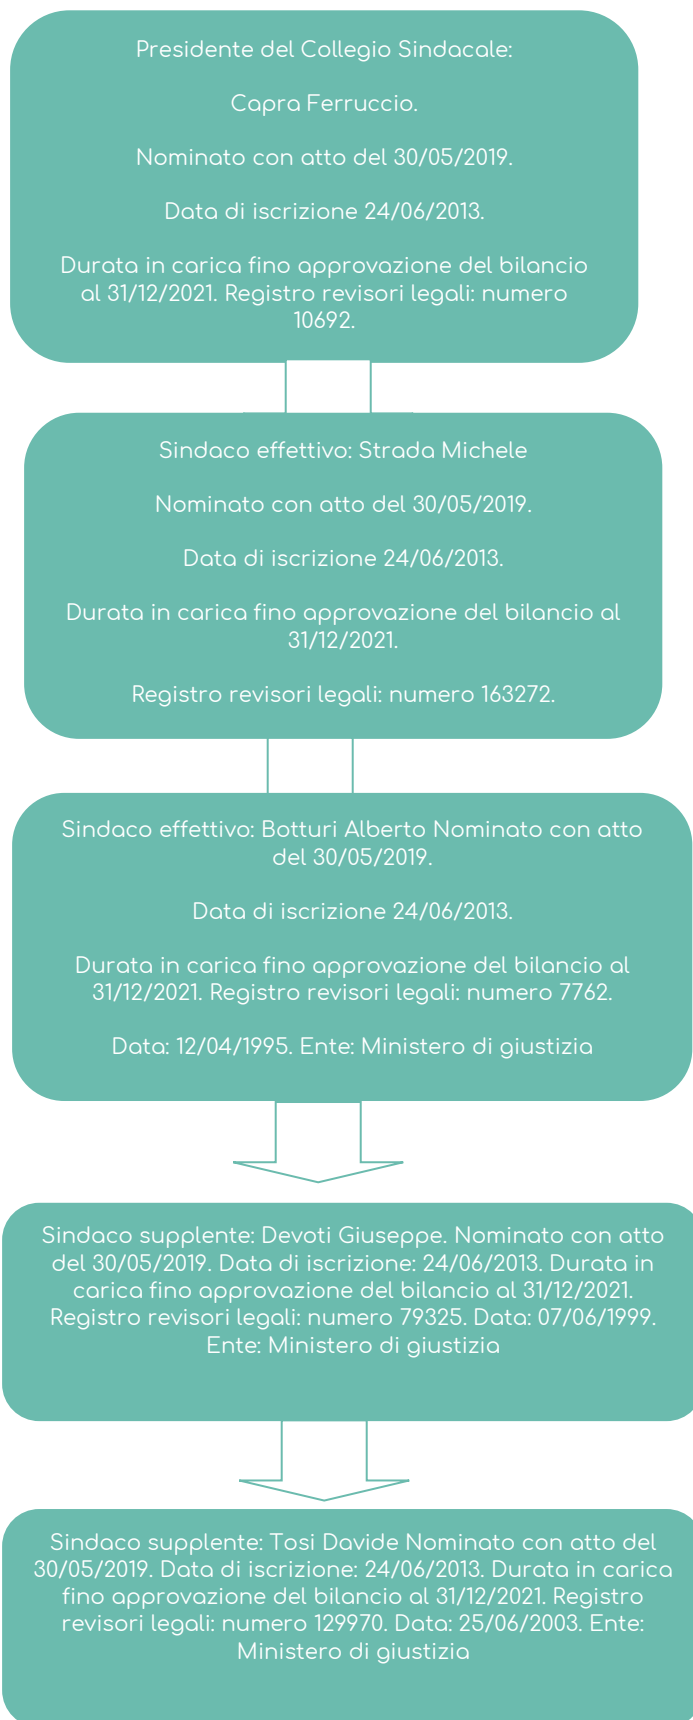 Presidente del Collegio Sindacale:
Capra Ferruccio.
Nominato con atto del 30/05/2019.
Data di iscrizione 24/06/2013.
Durata in carica fino approvazione del bilancio
al 31/12/2021. Registro revisori legali: numero
10692.
Sindaco effettivo: Strada Michele
Nominato con atto del 30/05/2019.
Data di iscrizione 24/06/2013.
Durata in carica fino approvazione del bilancio al
31/12/2021.
Registro revisori legali: numero 163272.
Sindaco effettivo: Botturi Alberto Nominato con atto
del 30/05/2019.
Data di iscrizione 24/06/2013.
Durata in carica fino approvazione del bilancio al
31/12/2021. Registro revisori legali: numero 7762.
Data: 12/04/1995. Ente: Ministero di giustizia
Sindaco supplente: Devoti Giuseppe. Nominato con atto
del 30/05/2019. Data di iscrizione: 24/06/2013. Durata in
carica fino approvazione del bilancio al 31/12/2021.
Registro revisori legali: numero 79325. Data: 07/06/1999.
Ente: Ministero di giustizia
Sindaco supplente: Tosi Davide Nominato con atto del
30/05/2019. Data di iscrizione: 24/06/2013. Durata in carica
fino approvazione del bilancio al 31/12/2021. Registro
revisori legali: numero 129970. Data: 25/06/2003. Ente:
Ministero di giustizia